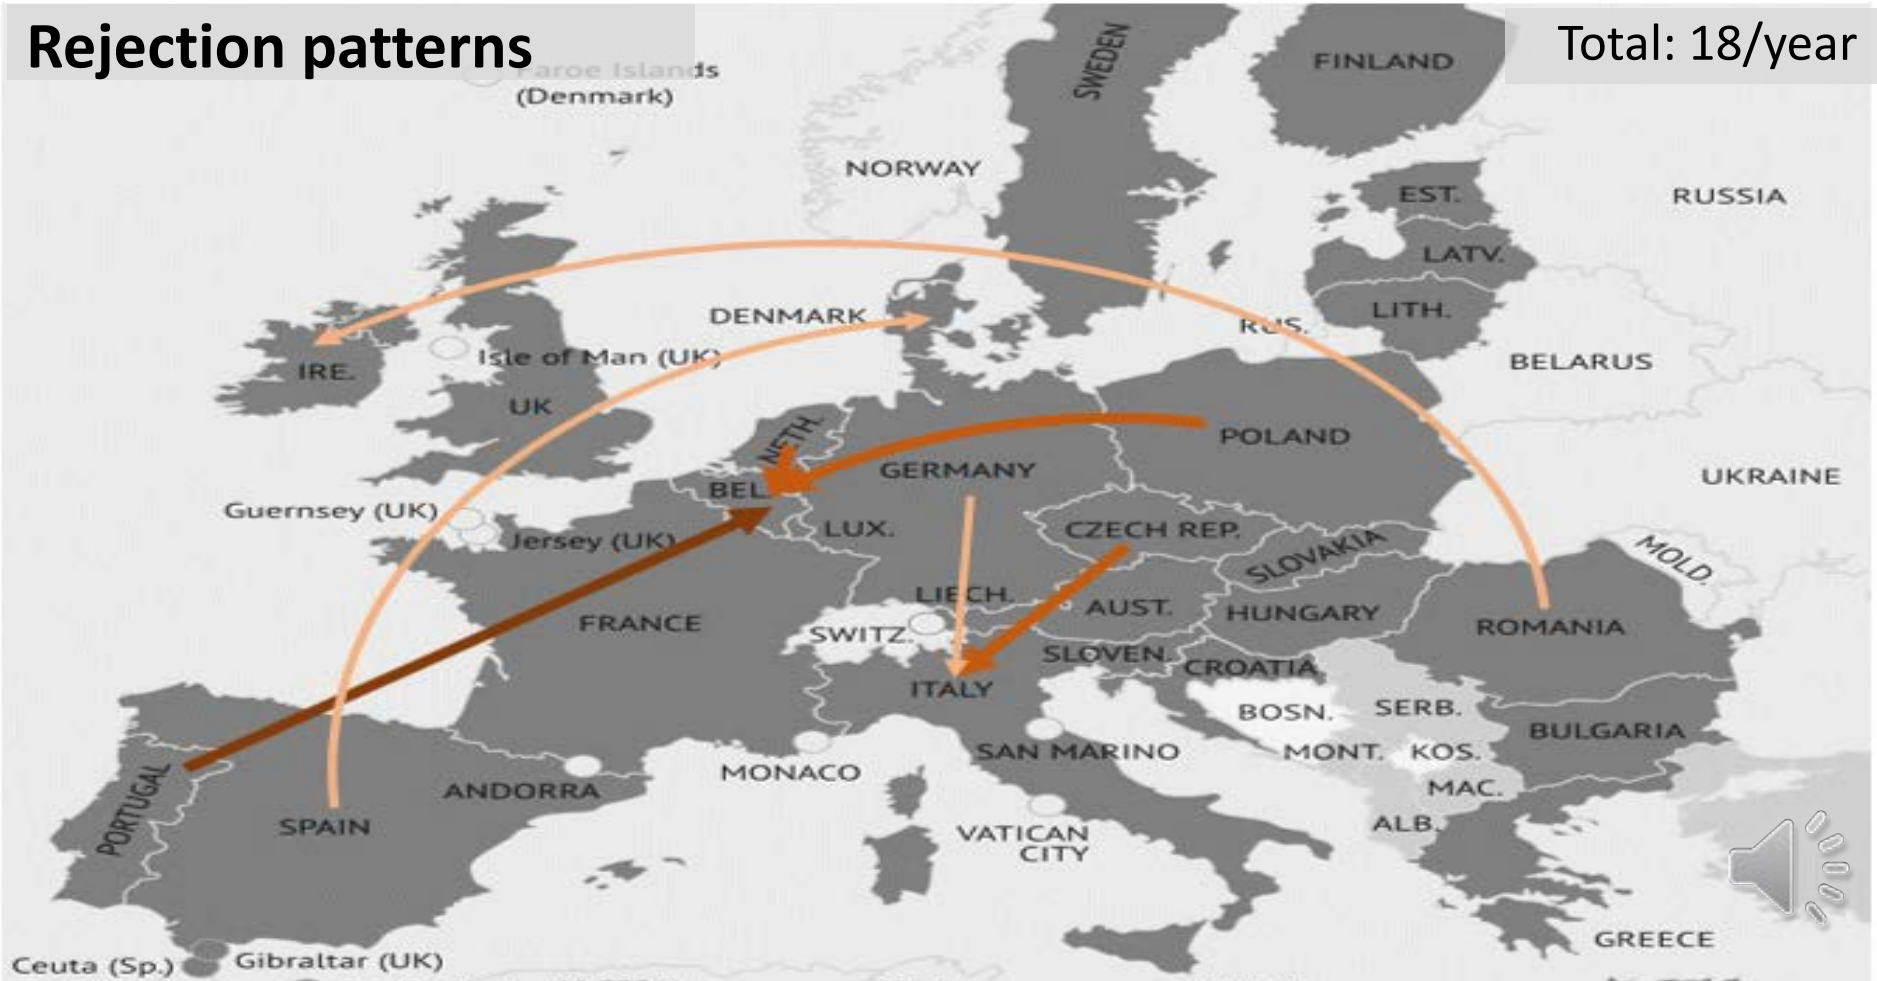 Rejection patterns
Total: 18/year
Faroe Islands
(Denmark)
SWEDEN
FINLAND
NORWAY
EST.
RUSSIA
LATV.
LITH.
DENMARK
RUS.
Isle of Man (UK)
IRE.
BELARUS
UK
NETH.
POLAND
GERMANY
UKRAINE
BEL.
Guernsey (UK)
Jersey (UK)
LUX.
CZECH REP.
SLOVAKIA
MOLD.
LIECH.
AUST.
HUNGARY
FRANCE
SWITZ.
ROMANIA
SLOVEN.
CROATIA
ITALY
BOSN.
SERB.
BULGARIA
SAN MARINO
MONT.
KOS.
MONACO
ANDORRA
MAC.
PORTUGAL
SPAIN
ALB.
VATICAN
CITY
GREECE
Ceuta (Sp.)
Gibraltar (UK)